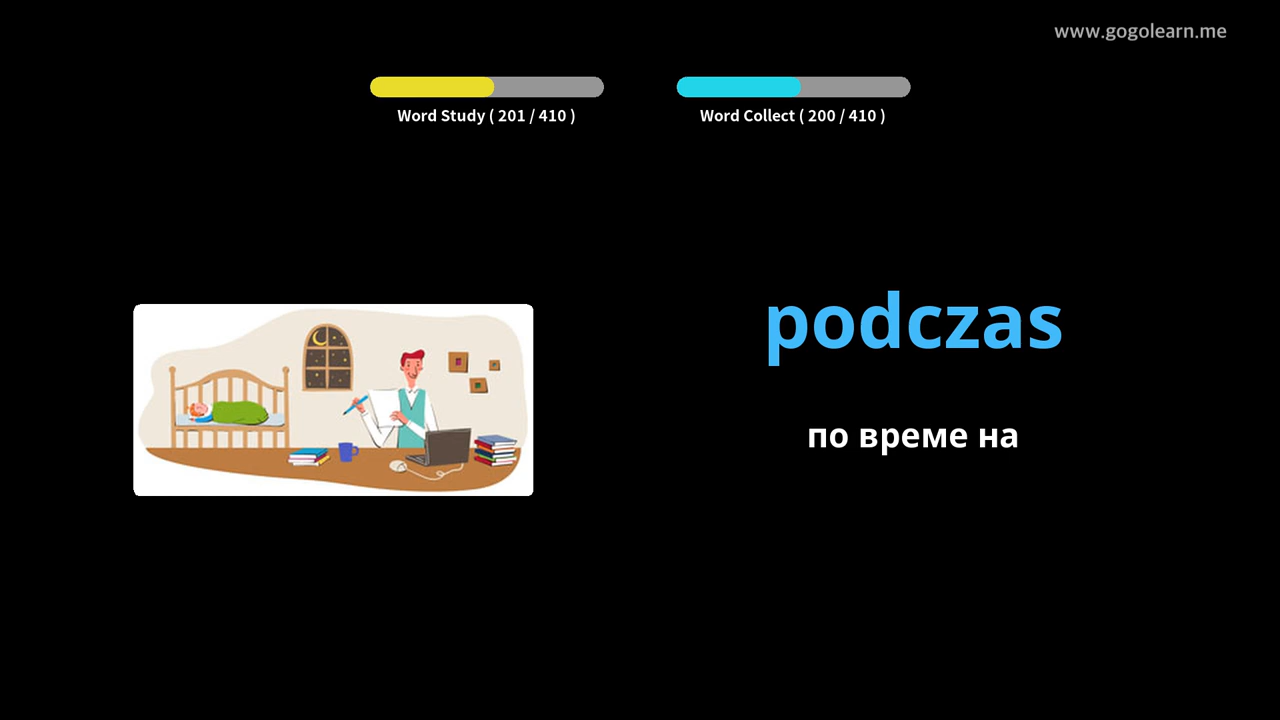 www.gogolearn.me
Word Study ( 201 / 410 )
Word Collect ( 200 / 410 )
podczas
по време на